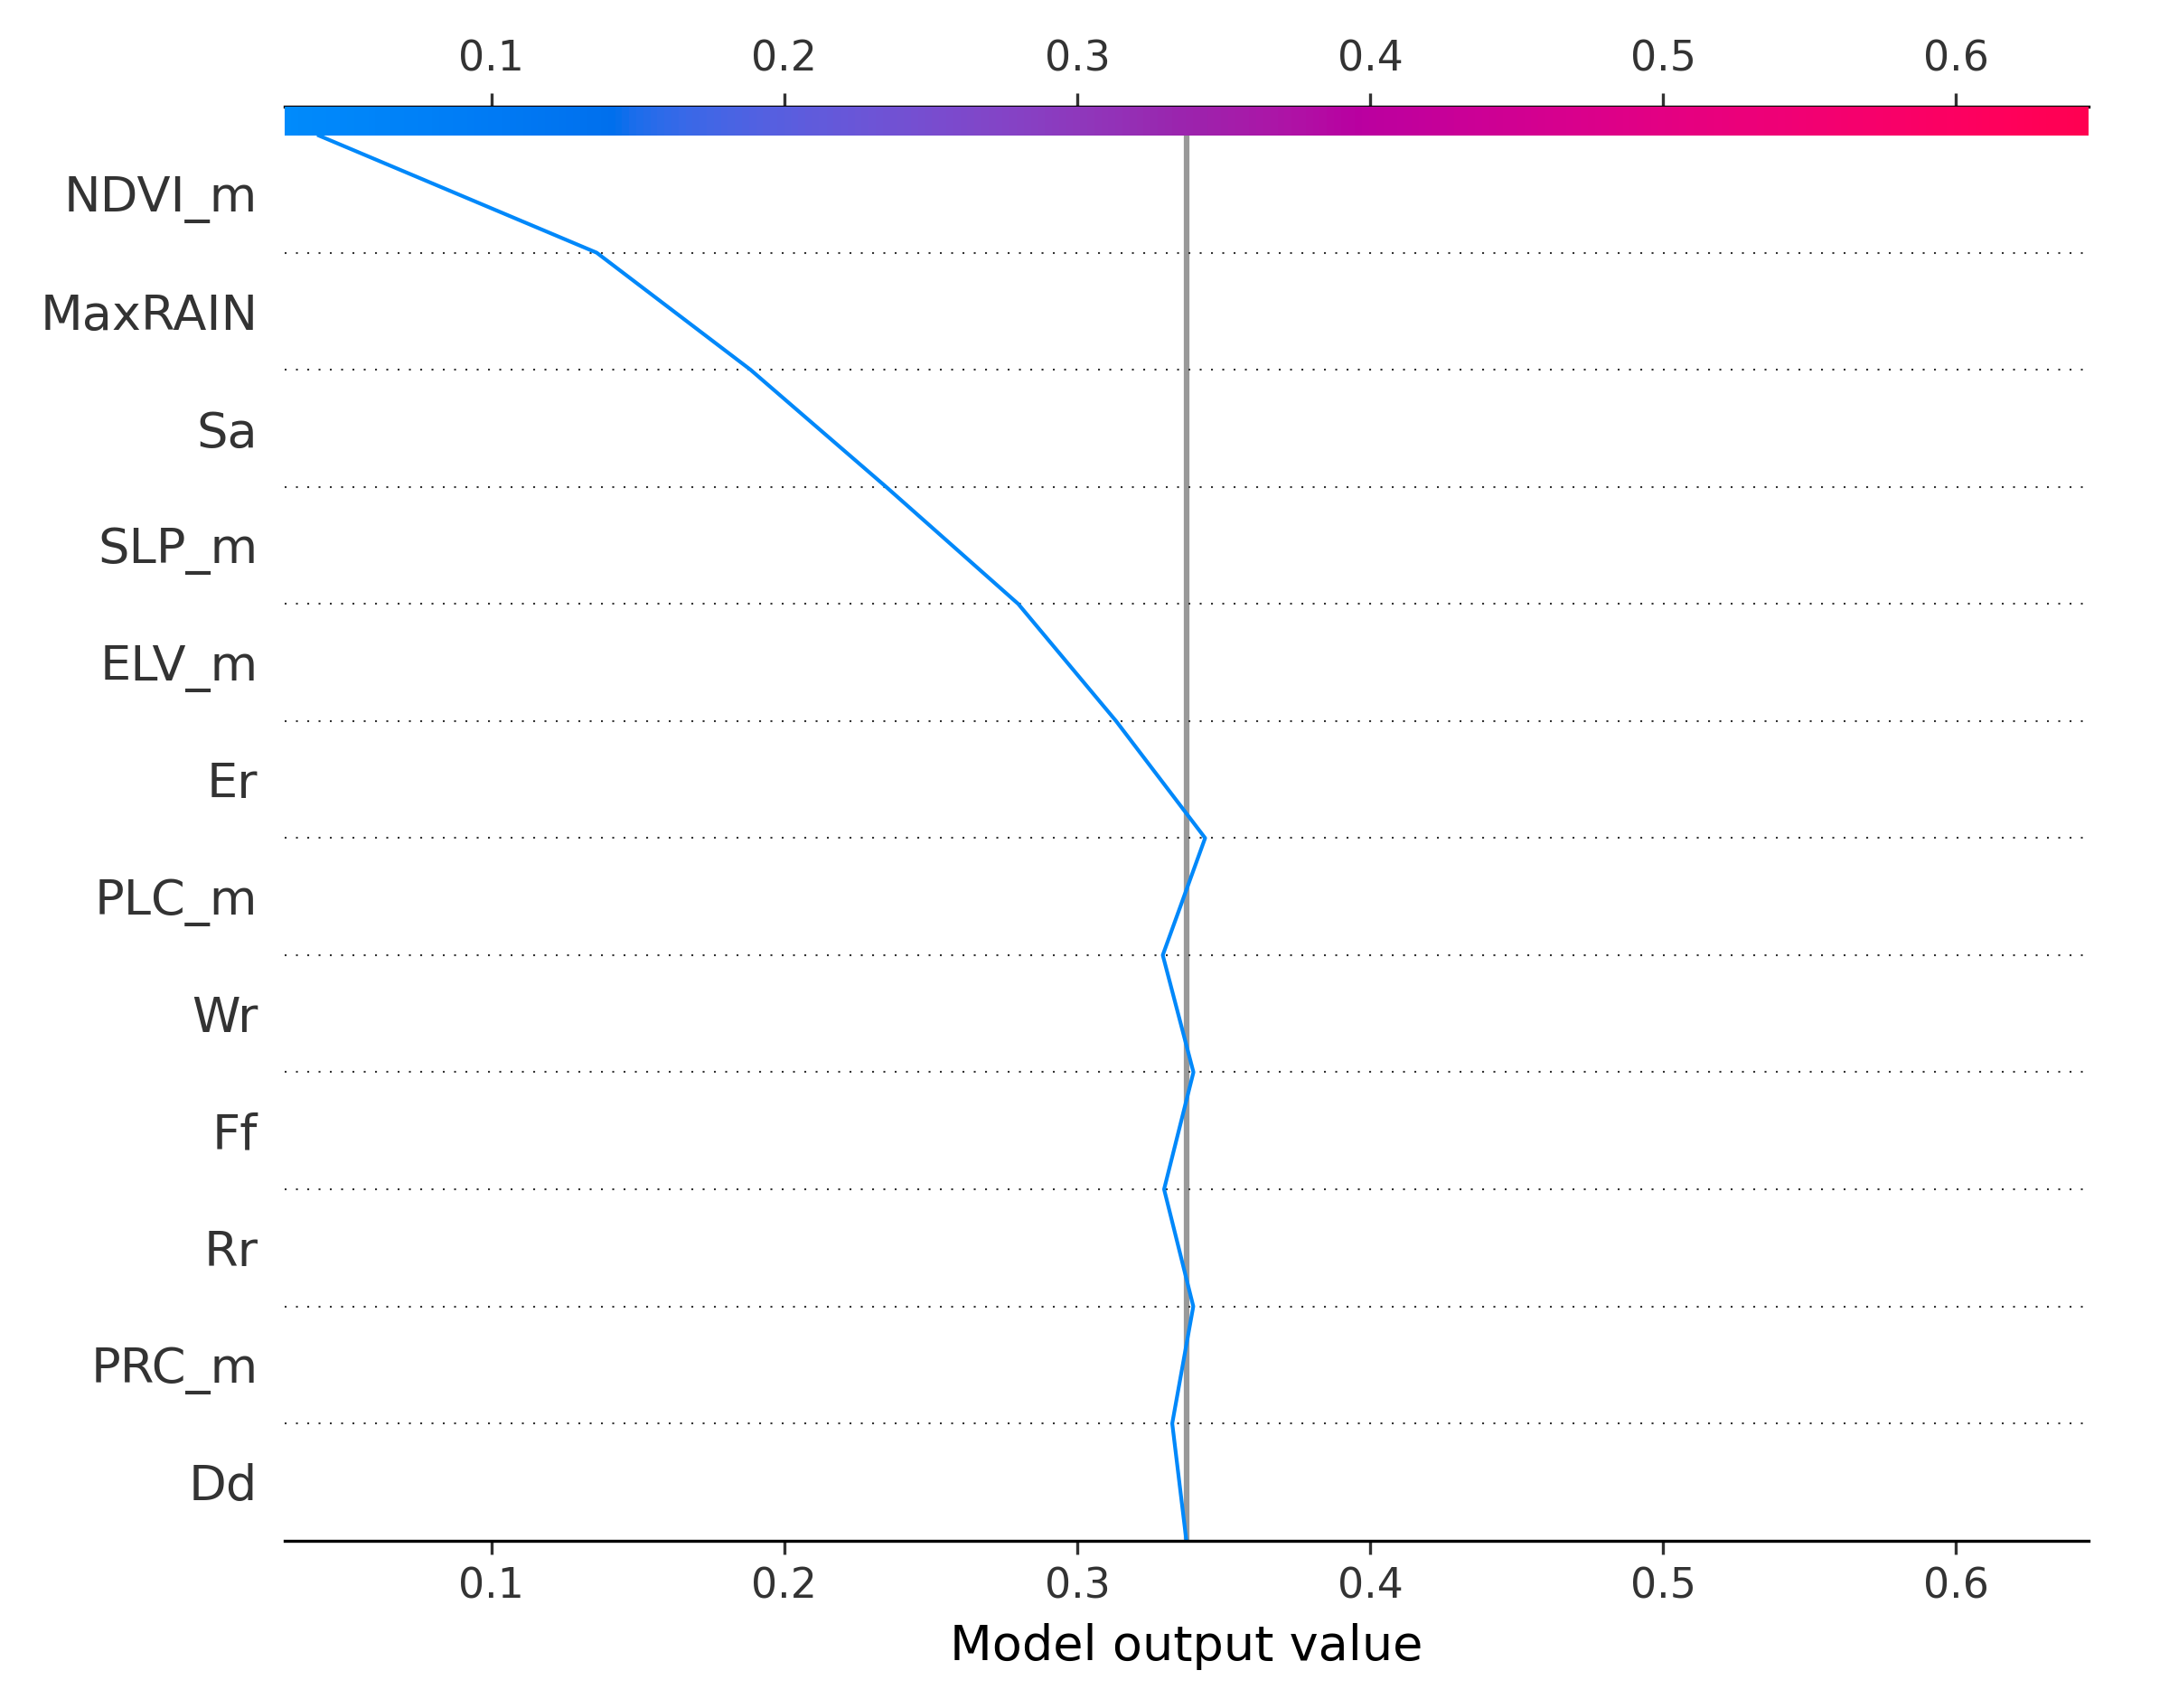 0.1 0.2 0.3 0.4 0.5 0.6
NDVI_m
MaxRAIN
Sa
SLP_m
ELV_m
Er
PLC_m
Wr
Ff
Rr
PRC_m
Dd
0.1 0.2 0.3 0.4 0.5 0.6
Model output value